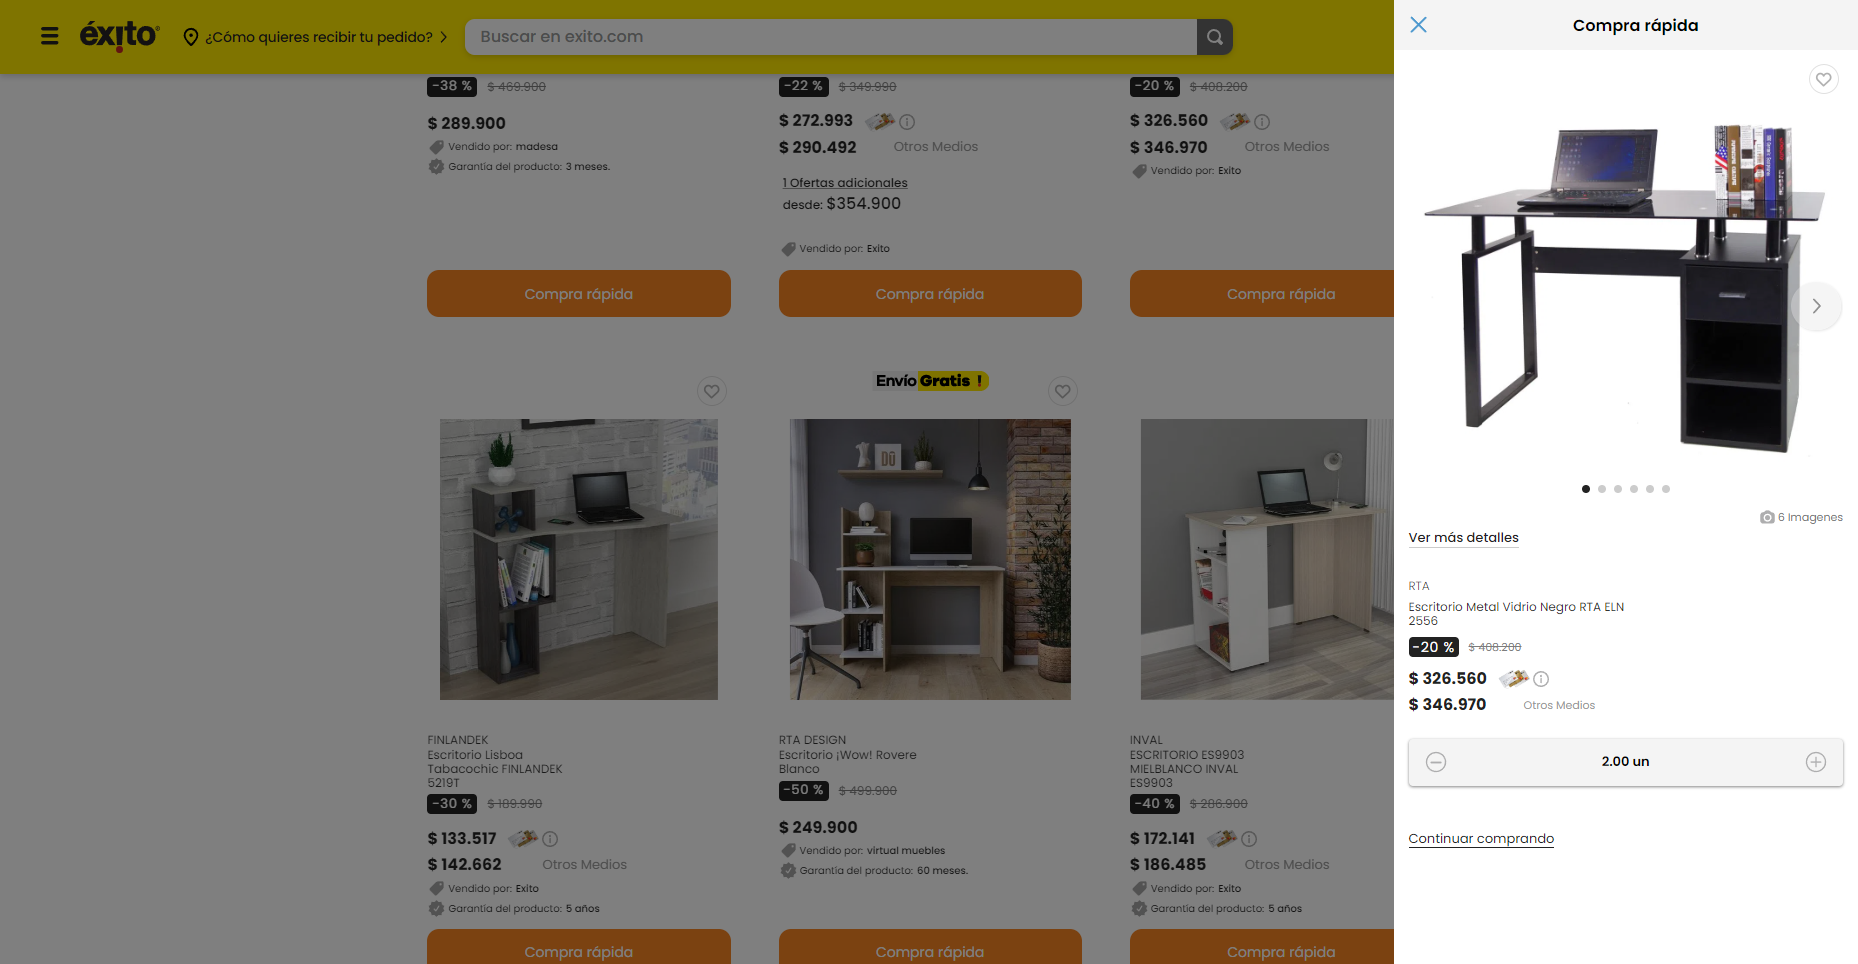 éxito
¿Cómo quieres recibir tu pedido?
Buscar en exito.com
-38 % $ 469.900
$ 289.900
Vendido por: madesa
Garantía del producto: 3 meses.
-22 % $ 349.990
$ 272.993
$ 290.492 Otros Medios
1 Ofertas adicionales
desde: $354.900
Vendido por: Exito
-20 % $ 408.200
$ 326.560
$ 346.970 Otros Medios
Vendido por: Exito
Compra rápida
Compra rápida
Compra rápida
FINLANDEK
Escritorio Lisboa
Tabacochic FINLANDEK
5219T
-30 % $ 189.990
$ 133.517
$ 142.662 Otros Medios
Vendido por: Exito
Garantía del producto: 5 años
Compra rápida
Envío Gratis !
RTA DESIGN
Escritorio ¡Wow! Rovere
Blanco
-50 % $ 499.900
$ 249.900
Vendido por: virtual muebles
Garantía del producto: 60 meses.
Compra rápida
INVAL
ESCRITORIO ES9903
MIELBLANCO INVAL
ES9903
-40 % $ 286.900
$ 172.141
$ 186.485 Otros Medios
Vendido por: Exito
Garantía del producto: 5 años
Compra rápida
Compra rápida
6 Imagenes
Ver más detalles
RTA
Escritorio Metal Vidrio Negro RTA ELN
2556
-20 % $ 408.200
$ 326.560
$ 346.970 Otros Medios
2.00 un
Continuar comprando